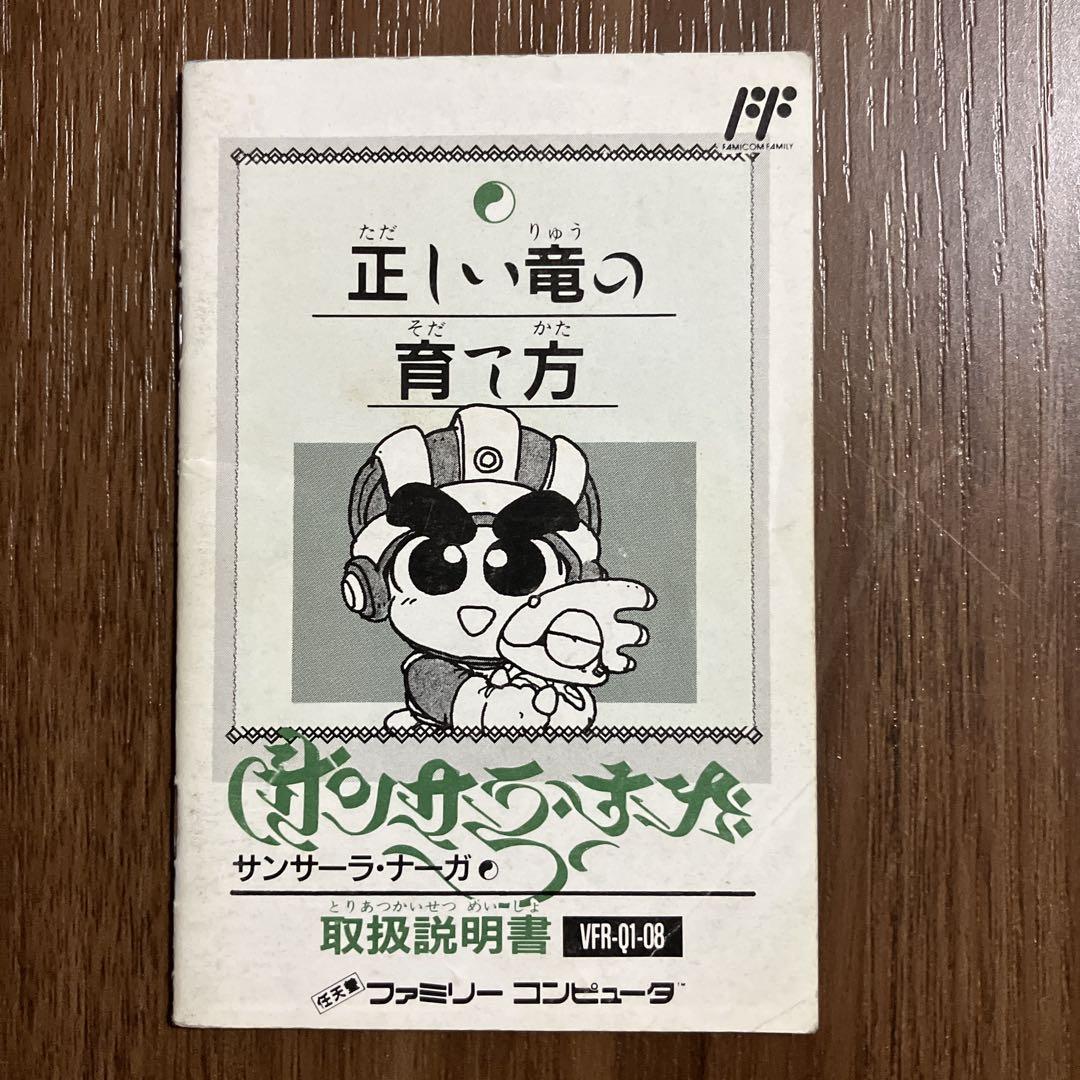 FAMICOM FAMILY
ただ りゅう
正しい竜の
そだ かた
育て方
サンサーラ・ナーガ
サンサーラ・ナーガ
とりあつかいせつ めいしょ
取扱説明書 VFR-Q1-08
任天堂 ファミリー コンピュータ™